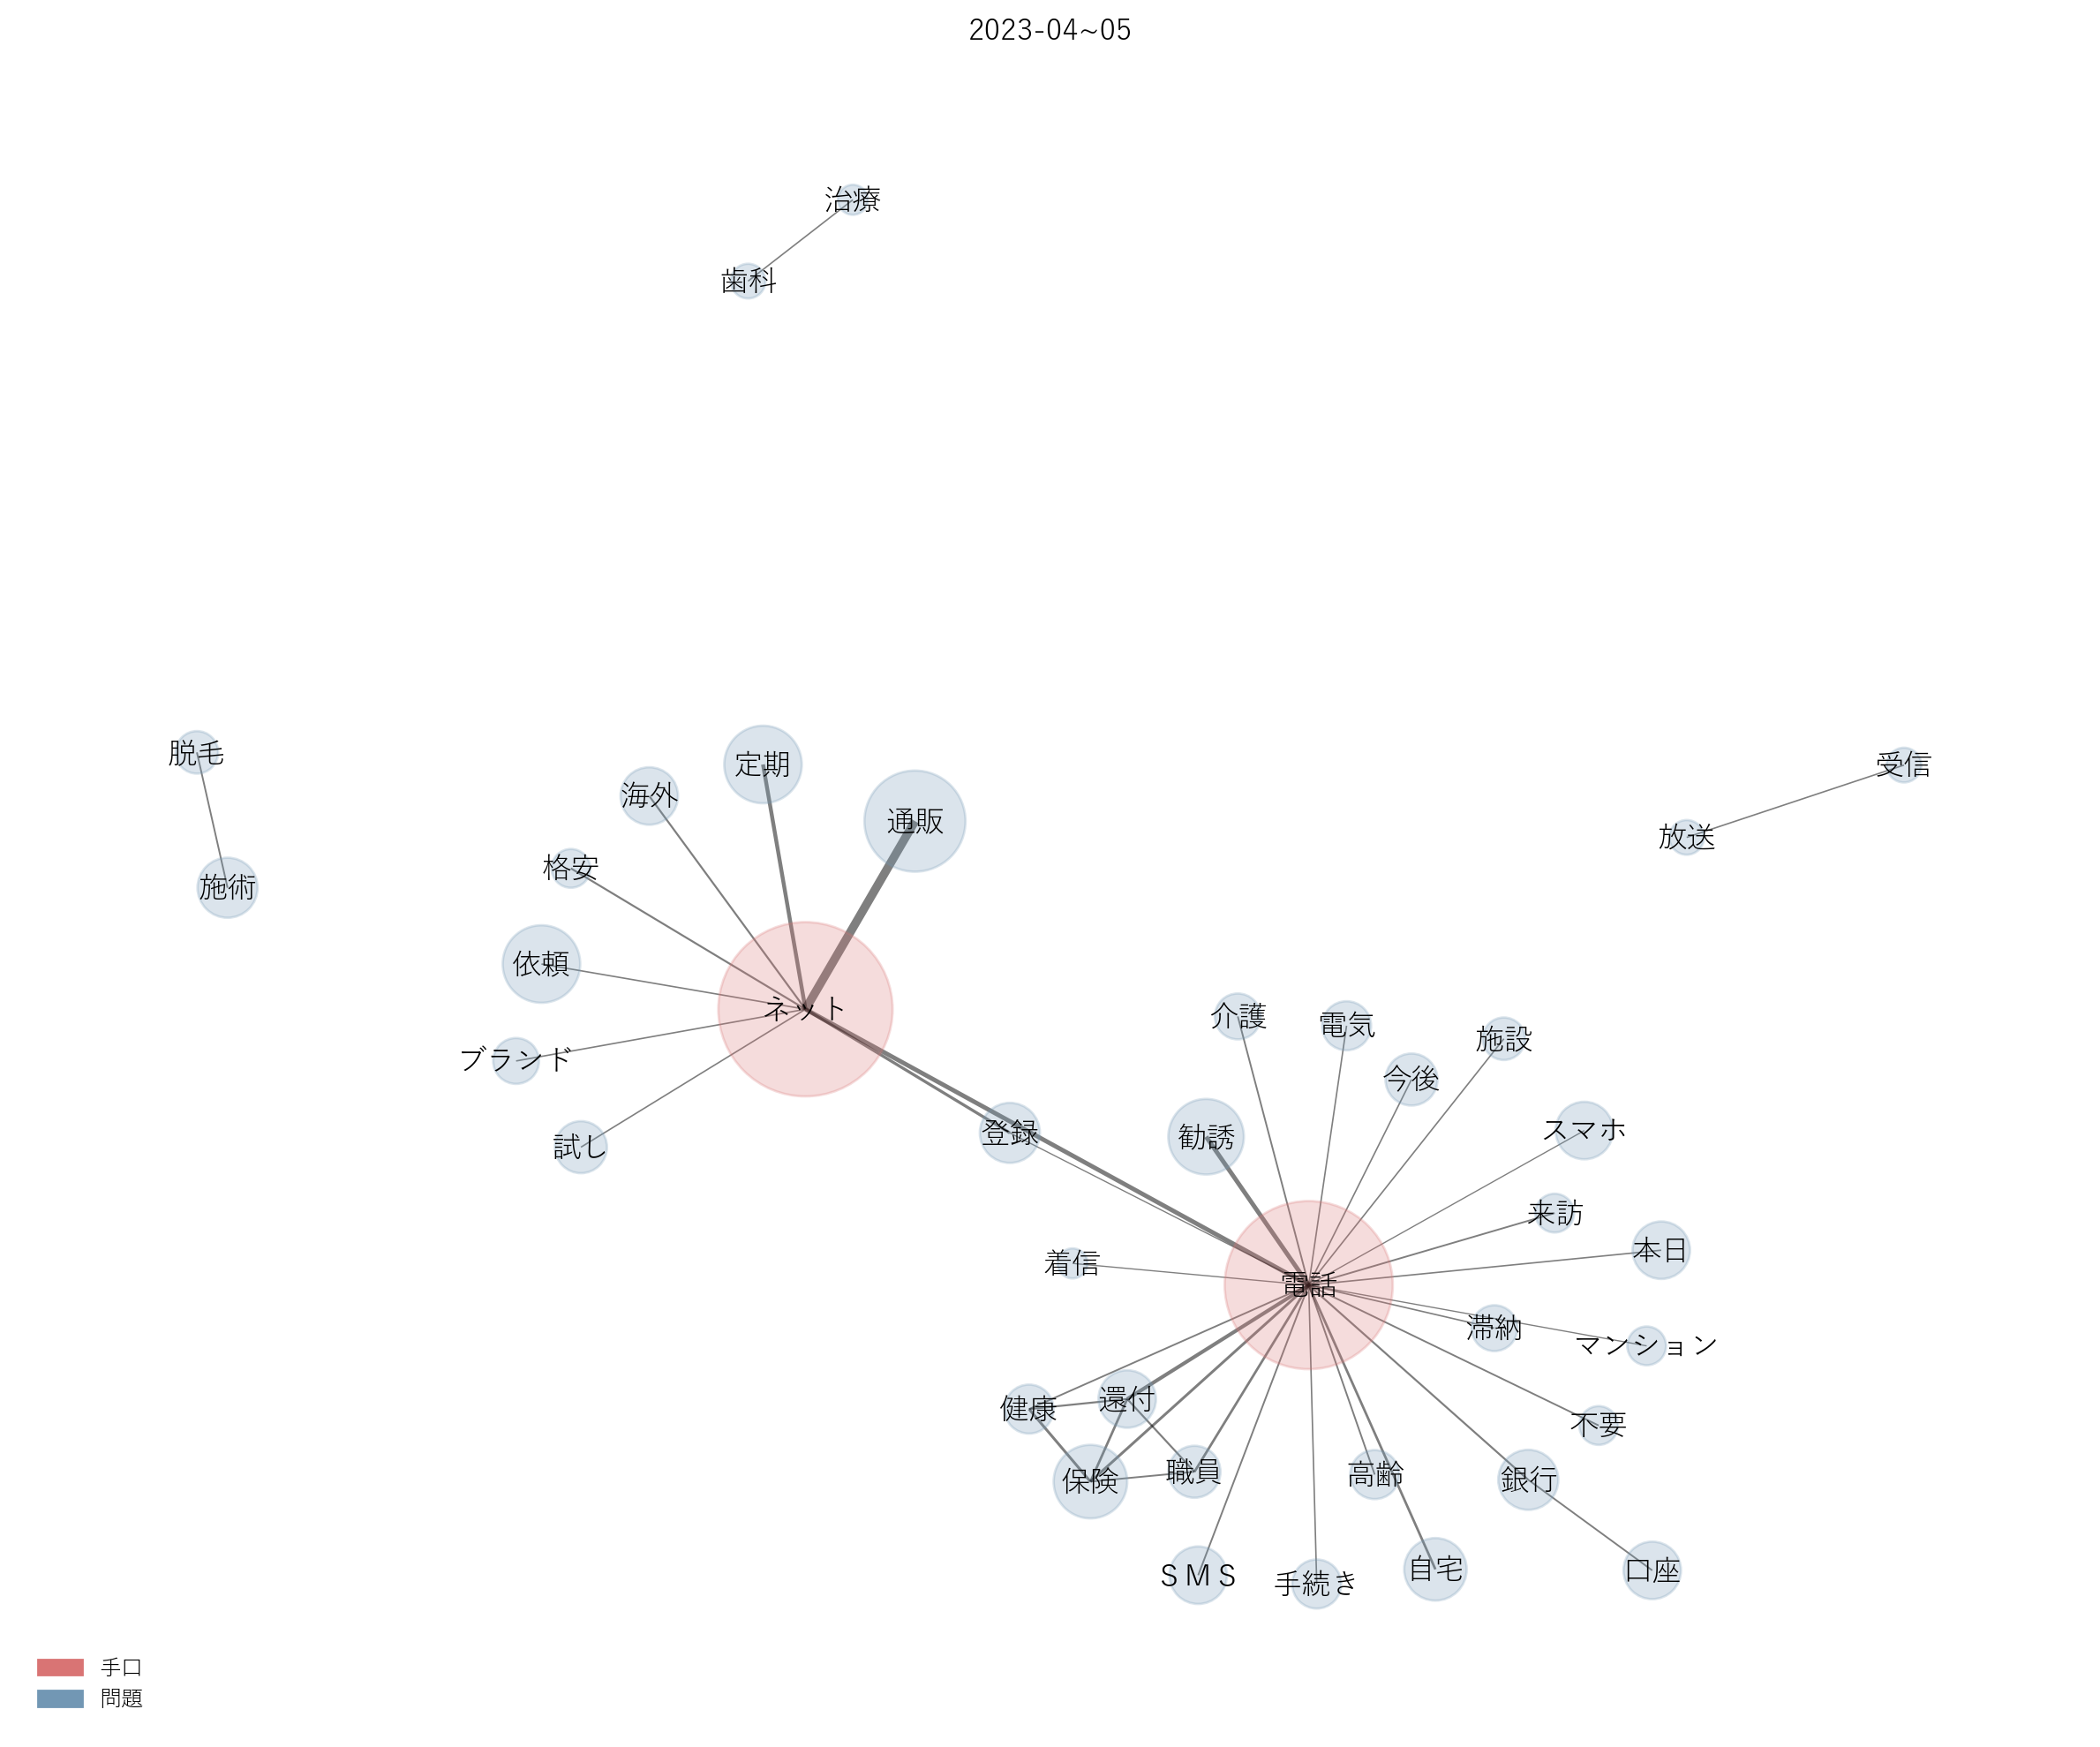 2023-04~05
治療
歯科
脱毛
定期
受信
海外
通販
放送
格安
施術
依頼
ネット
介護
電気
施設
ブランド
今後
登録
勧誘
スマホ
試し
来訪
本日
着信
電話
滞納
マンション
還付
健康
不要
職員
高齢
保険
銀行
自宅
口座
ＳＭＳ
手続き
手口
問題